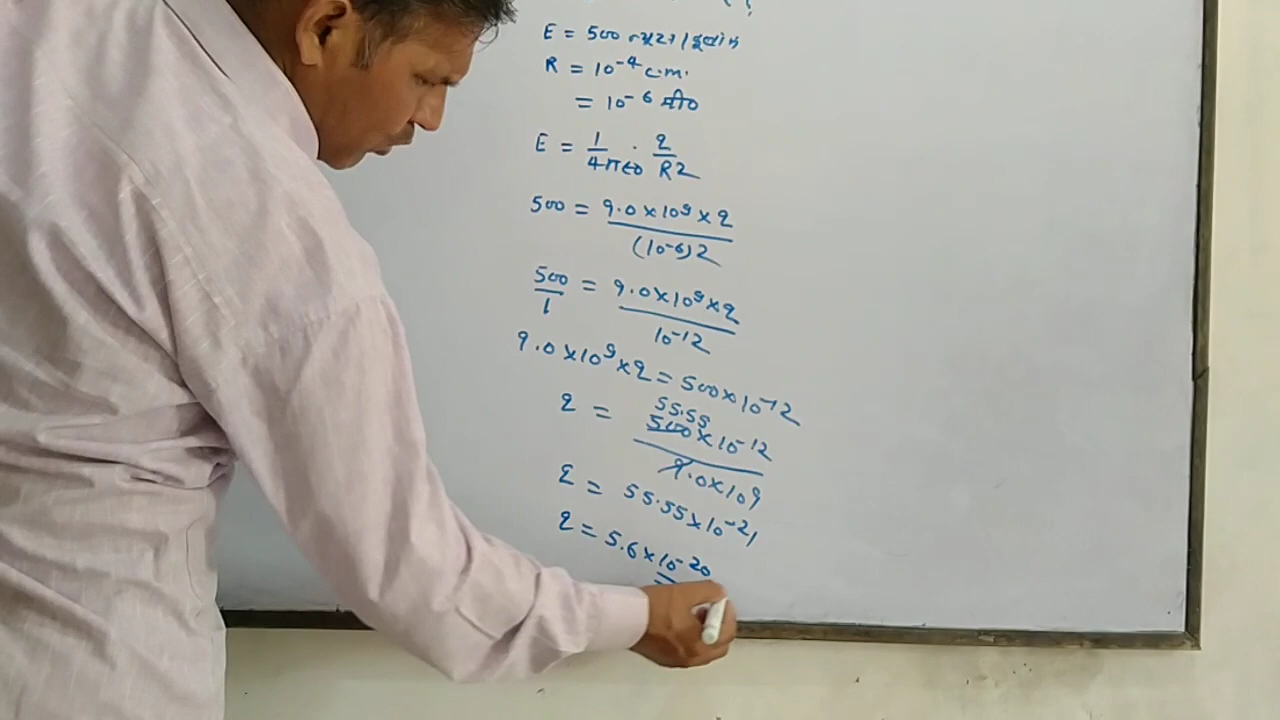 E = 500 न्यूटन / कूलॉम
R = 10⁻⁴ c.m.
= 10⁻⁶ मी०
E = 1/4π∈0 · q/R2
500 = 9.0×10⁹×q/(10⁻⁶)2
500/1 = 9.0×10⁹×q/10⁻¹²
9.0×10⁹×q = 500×10⁻¹²
55.55
q = 500×10⁻¹²/9.0×10⁹
q = 55.55×10⁻²¹
q = 5.6×10⁻²⁰